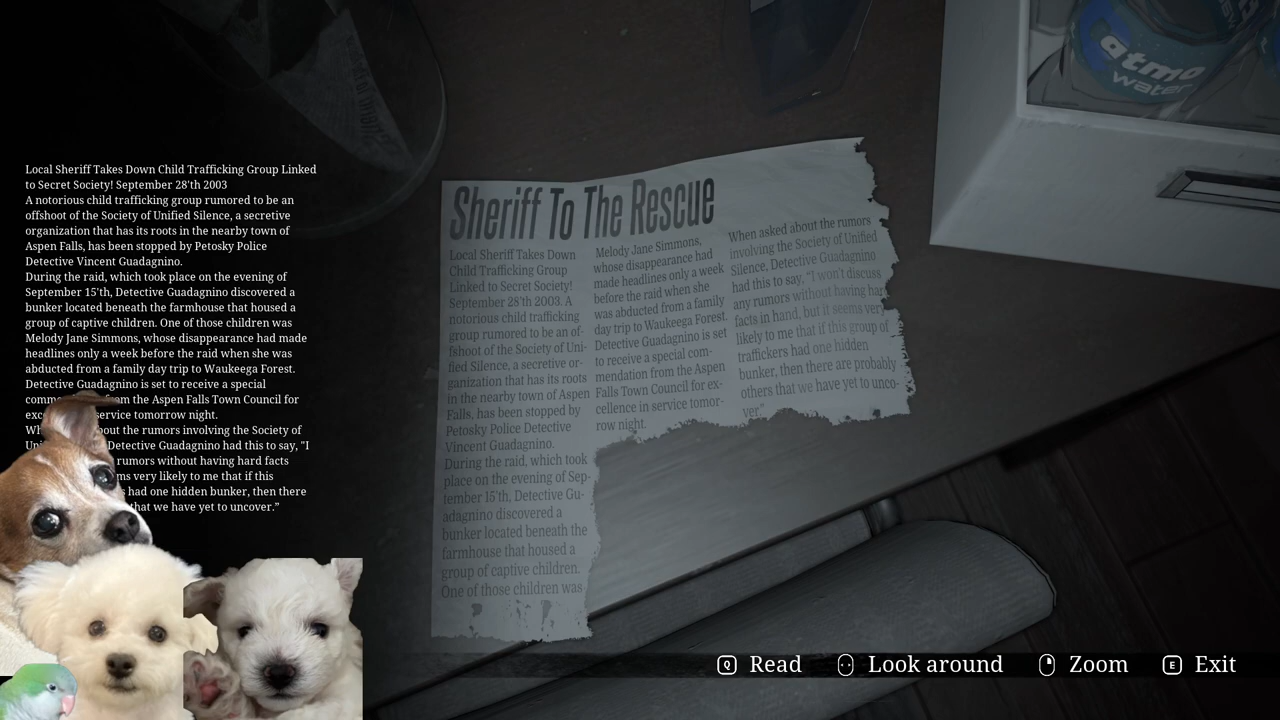 Local Sheriff Takes Down Child Trafficking Group Linked
to Secret Society! September 28'th 2003
A notorious child trafficking group rumored to be an
offshoot of the Society of Unified Silence, a secretive
organization that has its roots in the nearby town of
Aspen Falls, has been stopped by Petosky Police
Detective Vincent Guadagnino.
During the raid, which took place on the evening of
September 15'th, Detective Guadagnino discovered a
bunker located beneath the farmhouse that housed a
group of captive children. One of those children was
Melody Jane Simmons, whose disappearance had made
headlines only a week before the raid when she was
abducted from a family day trip to Waukeega Forest.
Detective Guadagnino is set to receive a special
from the Aspen Falls Town Council for
service tomorrow night.
about the rumors involving the Society of
Detective Guadagnino had this to say, "I
rumors without having hard facts
very likely to me that if this
had one hidden bunker, then there
that we have yet to uncover.”
Sheriff To The Rescue
Local Sheriff Takes Down
Child Trafficking Group
Linked to Secret Society!
September 28'th 2003. A
notorious child trafficking
group rumored to be an of-
fshoot of the Society of Uni-
fied Silence, a secretive or-
ganization that has its roots
in the nearby town of Aspen
Falls, has been stopped by
Petosky Police Detective
Vincent Guadagnino.
During the raid, which took
place on the evening of Sep-
tember 15'th, Detective Gu-
adagnino discovered a
bunker located beneath the
farmhouse that housed a
group of captive children.
One of those children was
Melody Jane Simmons,
whose disappearance had
made headlines only a week
before the raid when she
was abducted from a family
day trip to Waukeega Forest.
Detective Guadagnino is set
to receive a special com-
mendation from the Aspen
Falls Town Council for ex-
cellence in service tomor-
row night.
When asked about the rumors
involving the Society of Unified
Silence, Detective Guadagnino
had this to say, "I won't discuss
any rumors without having har
facts in hand, but it seems very
likely to me that if this group of
traffickers had one hidden
bunker, then there are probably
others that we have yet to unco-
ver."
atmo
water
Q Read
Look around
Zoom
E Exit